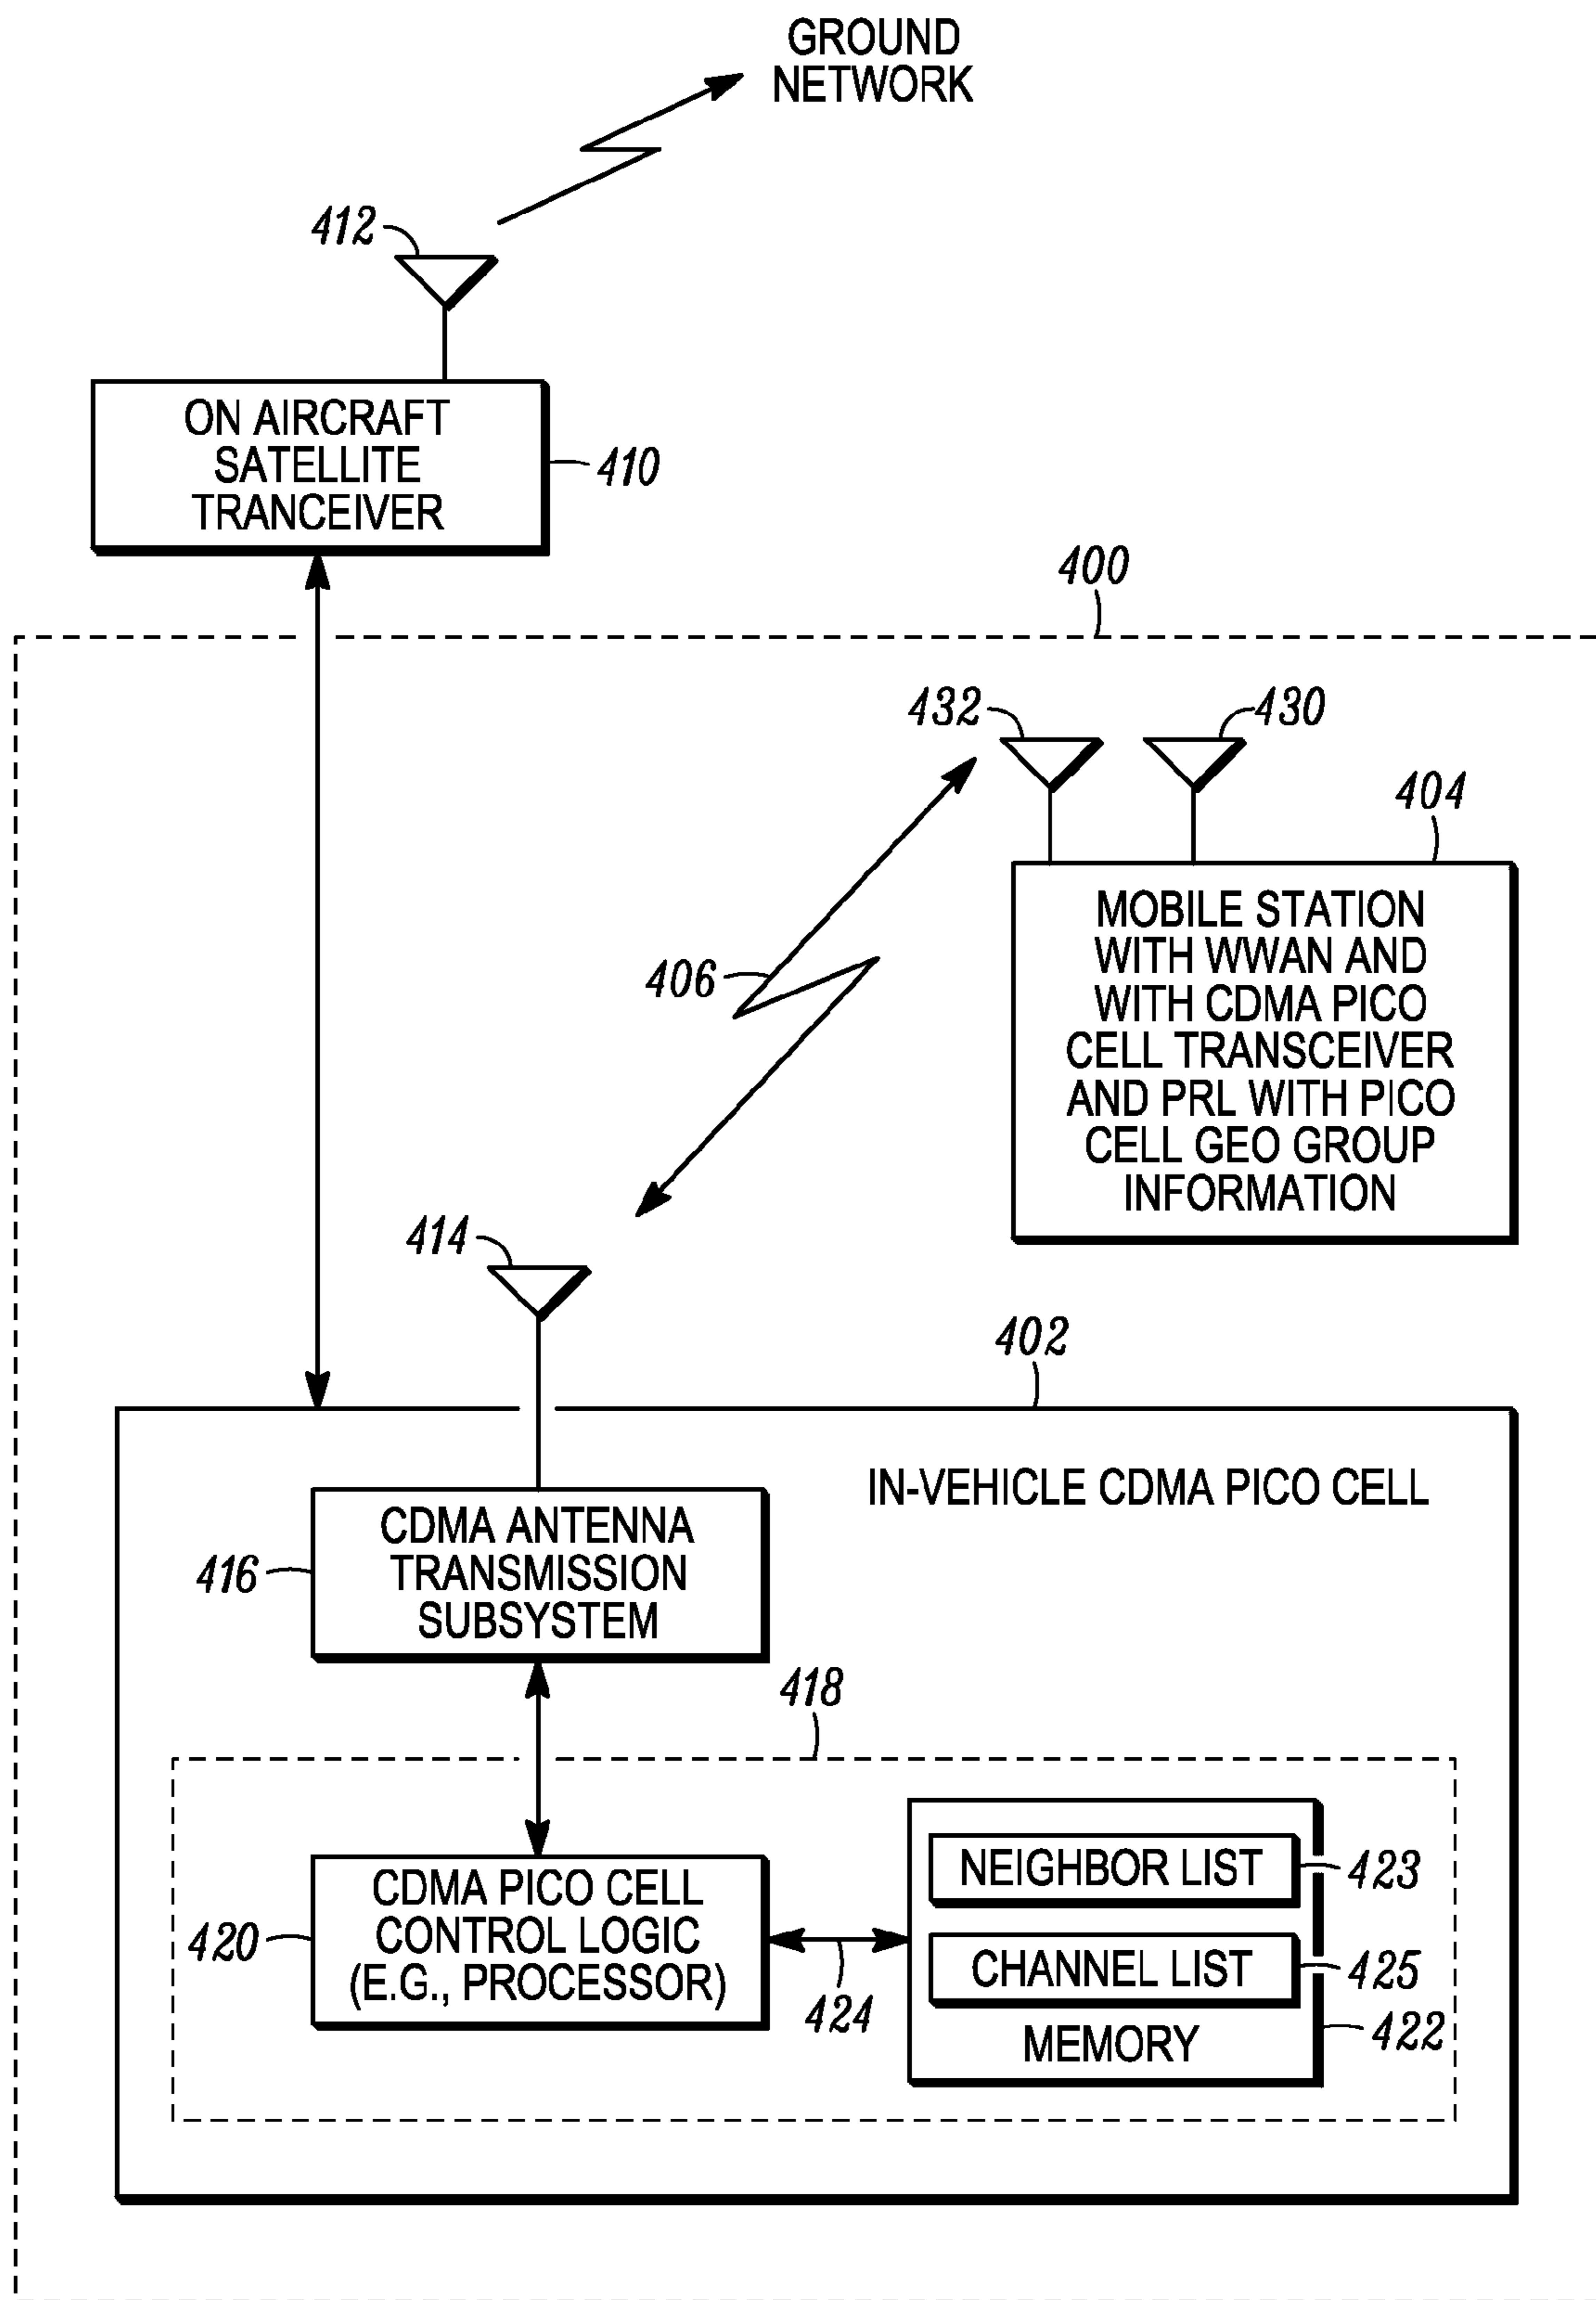 GROUND
NETWORK
412
ON AIRCRAFT
SATELLITE
TRANCEIVER
410
400
432
430
404
MOBILE STATION
WITH WWAN AND
WITH CDMA PICO
CELL TRANSCEIVER
AND PRL WITH PICO
CELL GEO GROUP
INFORMATION
406
414
402
IN-VEHICLE CDMA PICO CELL
CDMA ANTENNA
TRANSMISSION
SUBSYSTEM
416
418
CDMA PICO CELL
CONTROL LOGIC
(E.G., PROCESSOR)
420
424
NEIGHBOR LIST
423
CHANNEL LIST
425
MEMORY
422